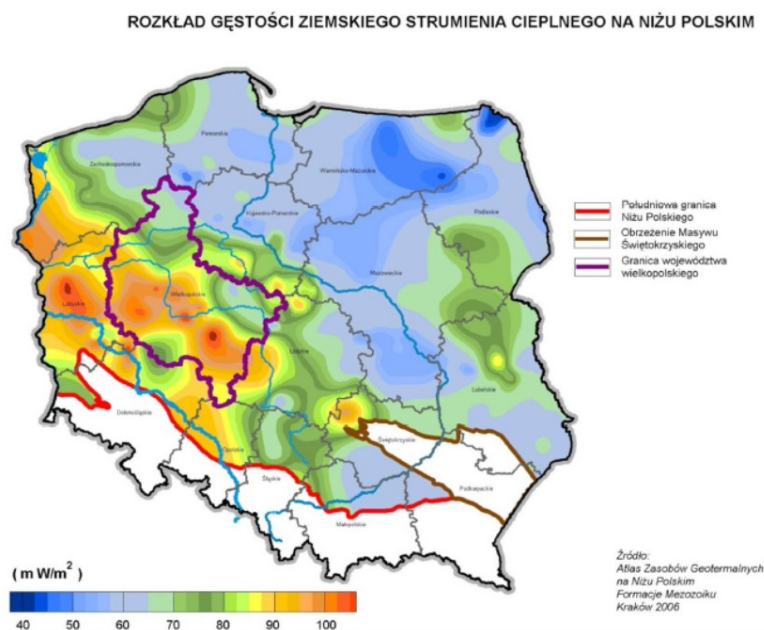 ROZKŁAD GĘSTOŚCI ZIEMSKIEGO STRUMIENIA CIEPLNEGO NA NIŻU POLSKIM
Pomorskie
Zachodniopomorskie
Warmińsko-Mazurskie
Podlaskie
Kujawsko-Pomorskie
Mazowieckie
Wielkopolskie
Lubuskie
Łódzkie
Lubelskie
Dolnośląskie
Świętokrzyskie
Opolskie
Śląskie
Podkarpackie
Małopolskie
Południowa granica
Niżu Polskiego
Obrzeżenie Masywu
Świętokrzyskiego
Granica województwa
wielkopolskiego
( m W/m² )
40 50 60 70 80 90 100
Źródło:
Atlas Zasobów Geotermalnych
na Niżu Polskim
Formacje Mezozoiku
Kraków 2006